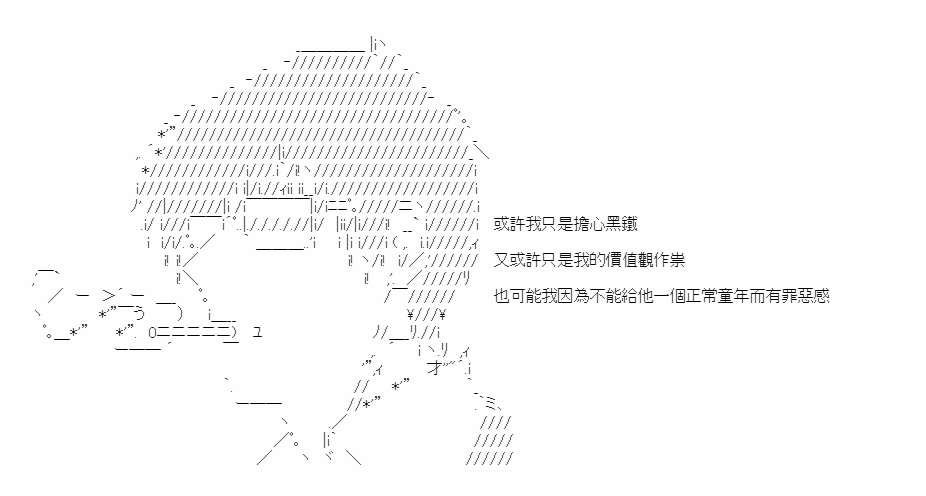 或許我只是擔心黑鐵
又或許只是我的價值觀作祟
也可能我因為不能給他一個正常童年而有罪惡感